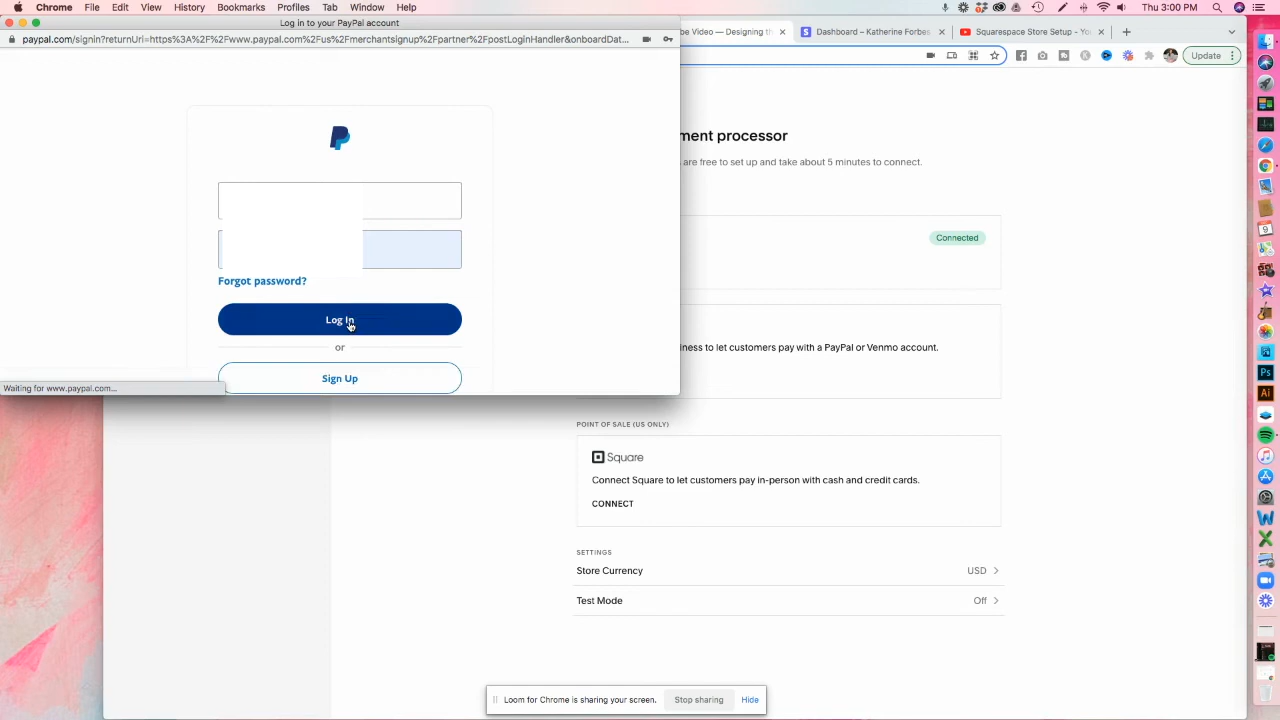 Chrome File Edit View History Bookmarks Profiles Tab Window Help
Thu 3:00 PM
Log in to your PayPal account
paypal.com/signin?returnUri=https%3A%2F%2Fwww.paypal.com%2Fus%2Fmerchantsignup%2Fpartner%2FpostLoginHandler&onboardDat...
be Video — Designing th
Dashboard – Katherine Forbes
Squarespace Store Setup - You
Update
ment processor
are free to set up and take about 5 minutes to connect.
Connected
Forgot password?
Log In
or
Sign Up
Waiting for www.paypal.com...
iness to let customers pay with a PayPal or Venmo account.
POINT OF SALE (US ONLY)
Square
Connect Square to let customers pay in-person with cash and credit cards.
CONNECT
SETTINGS
Store Currency USD
Test Mode Off
Loom for Chrome is sharing your screen. Stop sharing Hide